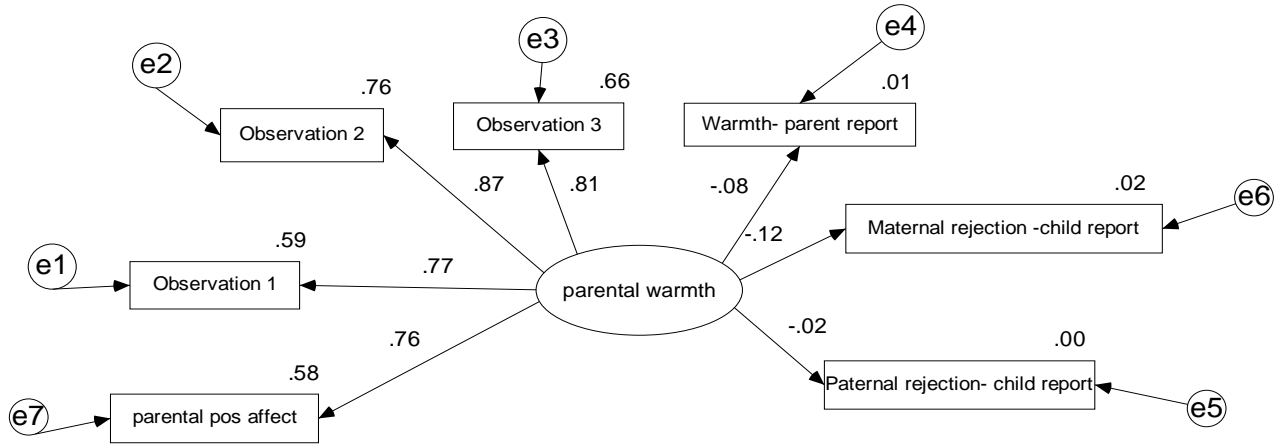 e3
e4
e2
.66
.01
.76
Observation 3
Warmth- parent report
Observation 2
.87
.81
-.08
.02
e6
-.12
Maternal rejection -child report
.59
e1
Observation 1
.77
parental warmth
-.02
.00
.76
.58
Paternal rejection- child report
e7
parental pos affect
e5